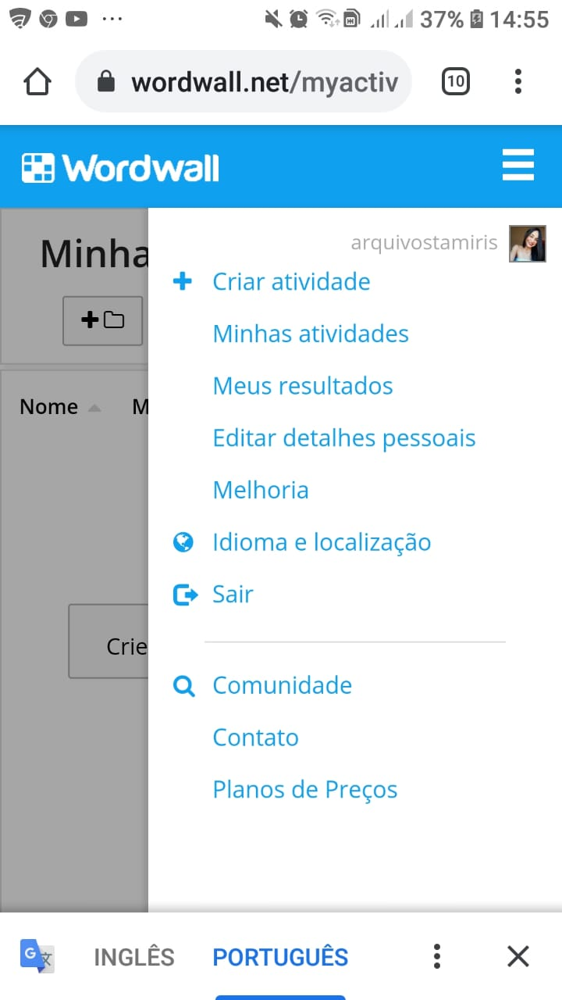 37% 14:55
wordwall.net/myactiv
10
Wordwall
arquivostamiris
Minha
Criar atividade
Minhas atividades
Meus resultados
Nome M
Editar detalhes pessoais
Melhoria
Idioma e localização
Sair
Crie
Comunidade
Contato
Planos de Preços
G 文
INGLÊS PORTUGUÊS